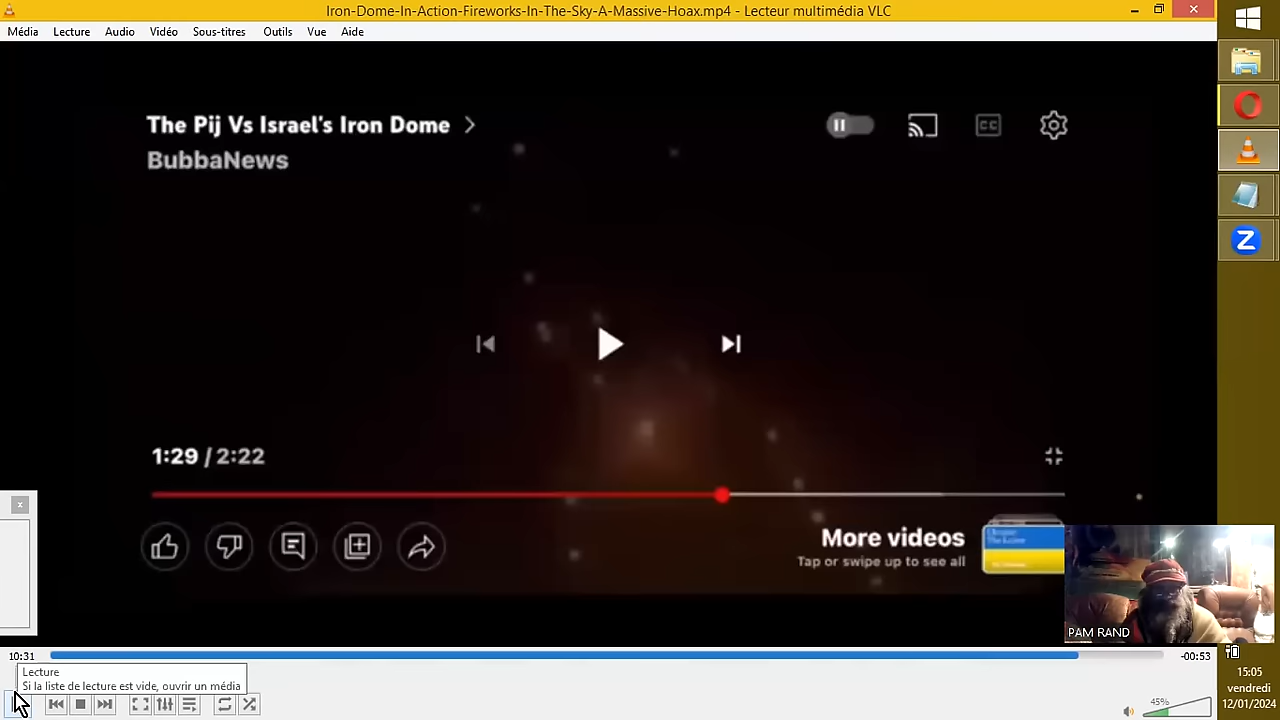 Iron-Dome-In-Action-Fireworks-In-The-Sky-A-Massive-Hoax.mp4 - Lecteur multimédia VLC
Média Lecture Audio Vidéo Sous-titres Outils Vue Aide
The Pij Vs Israel's Iron Dome
BubbaNews
CC
1:29 / 2:22
More videos
Tap or swipe up to see all
PAM RAND
10:31
-00:53
Lecture
Si la liste de lecture est vide, ouvrir un média
45%
15:05
vendredi
12/01/2024